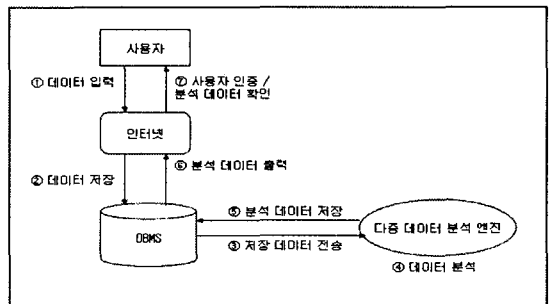 사용자
① 데이터 입력
⑦ 사용자 인증 /
분석 데이터 확인
인터넷
② 데이터 저장
⑥ 분석 데이터 출력
DBMS
⑤ 분석 데이터 저장
③ 저장 데이터 전송
다중 데이터 분석 엔진
④ 데이터 분석